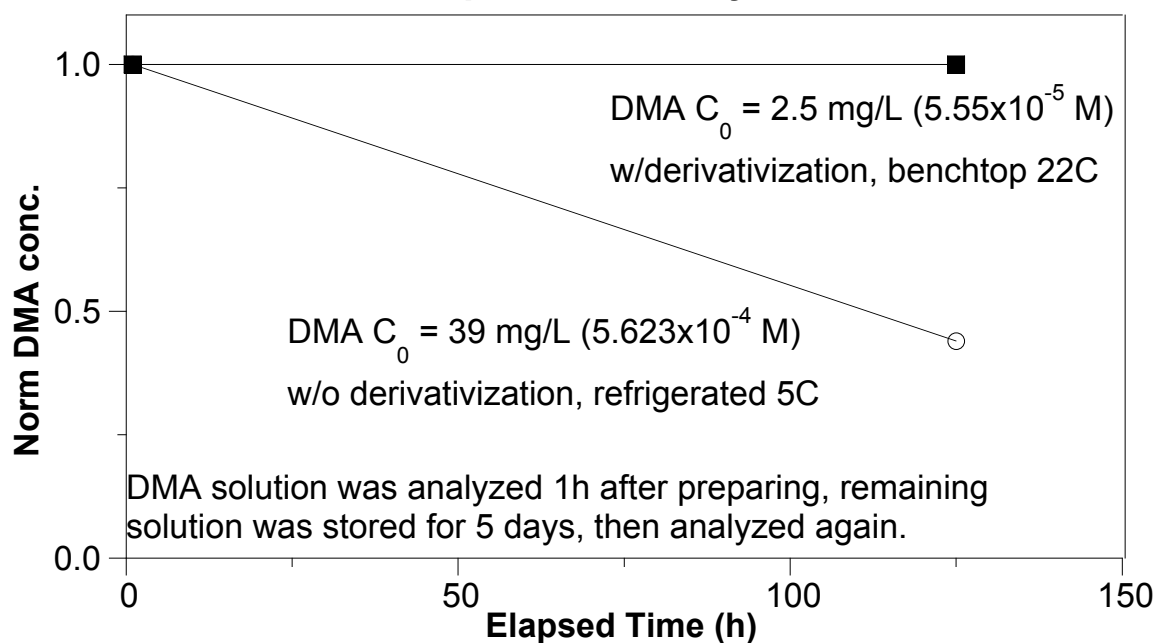 1.0
DMA C0 = 2.5 mg/L (5.55x10-5 M)
w/derivativization, benchtop 22C
Norm DMA conc.
0.5
DMA C0 = 39 mg/L (5.623x10-4 M)
w/o derivativization, refrigerated 5C
DMA solution was analyzed 1h after preparing, remaining
solution was stored for 5 days, then analyzed again.
0.0
0 50 100 150
Elapsed Time (h)